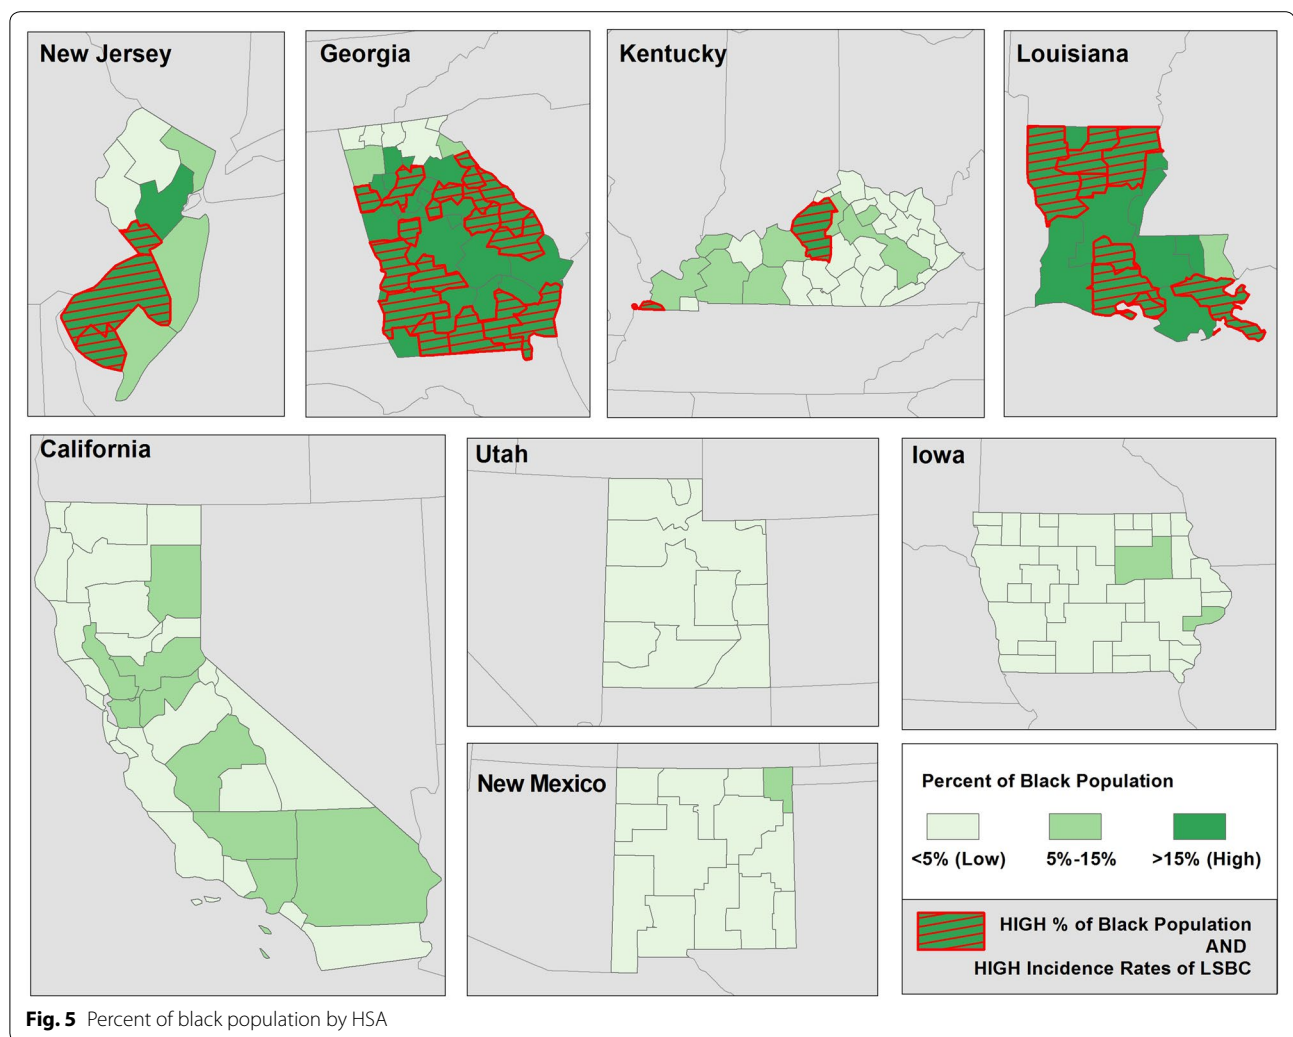 New Jersey
Georgia
Kentucky
Louisiana
California
Utah
Iowa
New Mexico
Percent of Black Population
<5% (Low)
5%-15%
>15% (High)
HIGH % of Black Population
AND
HIGH Incidence Rates of LSBC
Fig. 5 Percent of black population by HSA